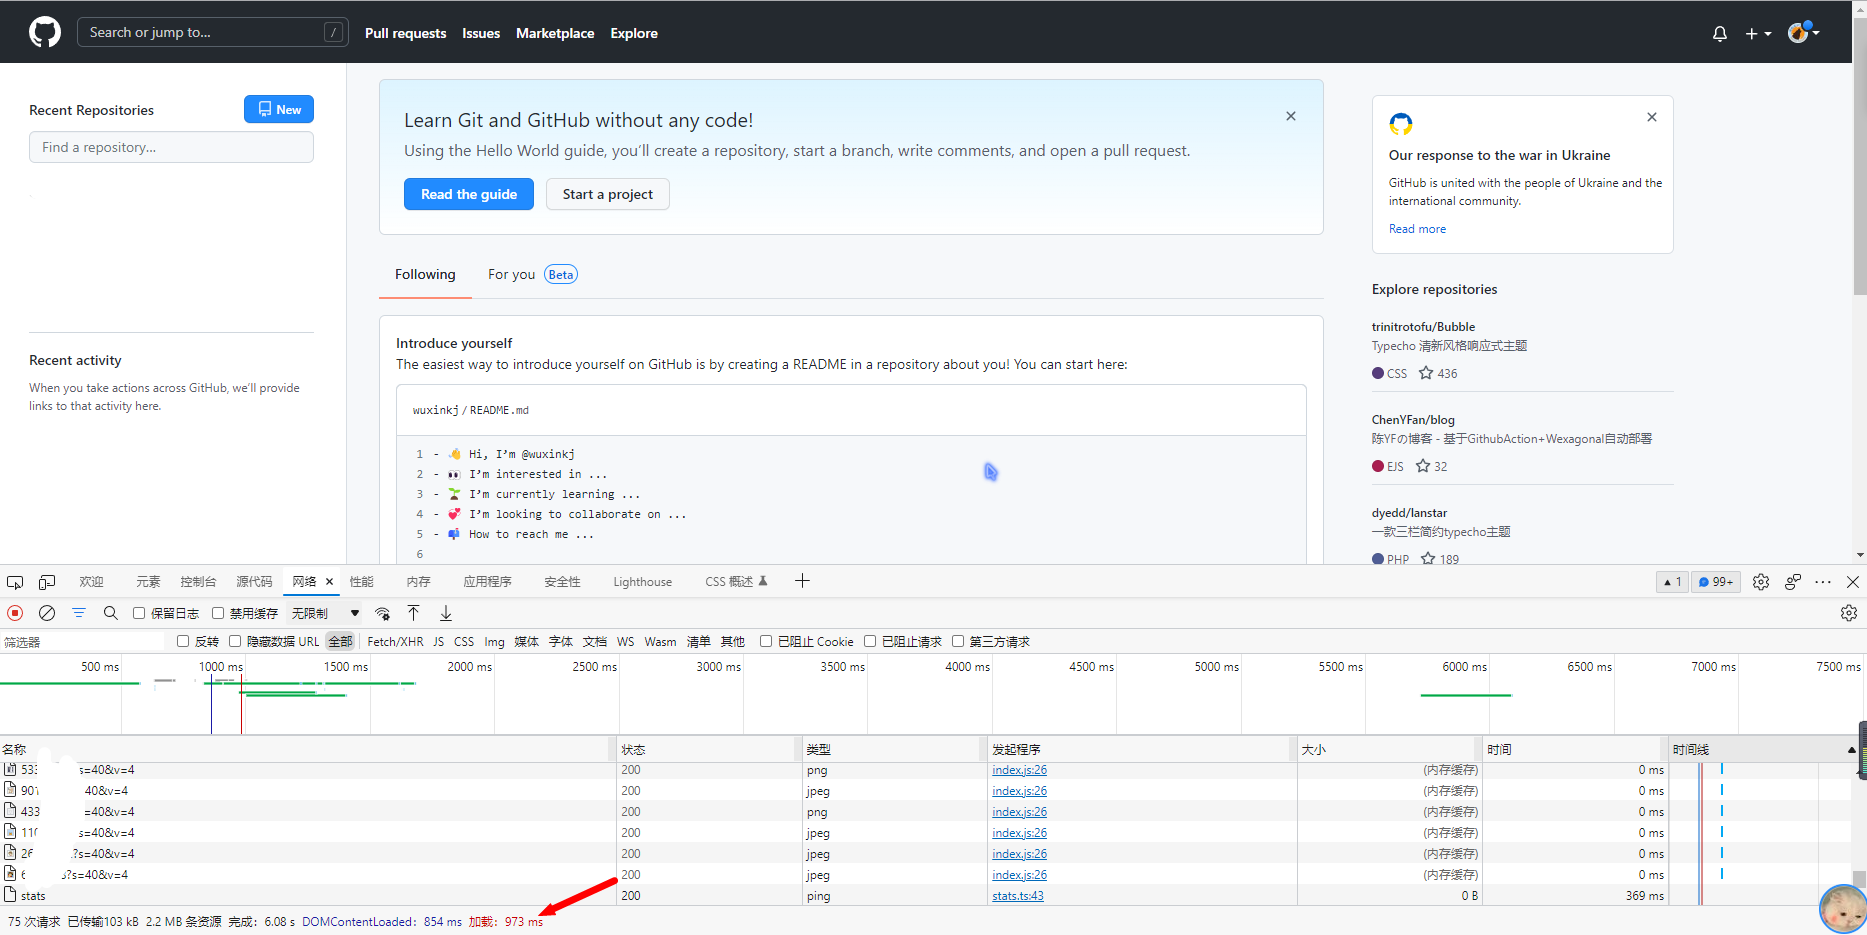 Search or jump to... /
Pull requests Issues Marketplace Explore
Recent Repositories
New
Find a repository...
Recent activity
When you take actions across GitHub, we'll provide
links to that activity here.
Learn Git and GitHub without any code!
Using the Hello World guide, you'll create a repository, start a branch, write comments, and open a pull request.
Read the guide Start a project
Following For you Beta
Introduce yourself
The easiest way to introduce yourself on GitHub is by creating a README in a repository about you! You can start here:
wuxinkj / README.md
1 - 👋 Hi, I'm @wuxinkj
2 - 👀 I'm interested in ...
3 - 🌱 I'm currently learning ...
4 - 💞️ I'm looking to collaborate on ...
5 - 📫 How to reach me ...
6
Our response to the war in Ukraine
GitHub is united with the people of Ukraine and the
international community.
Read more
Explore repositories
trinitrotofu/Bubble
Typecho 清新风格响应式主题
CSS 436
ChenYFan/blog
陈YFの博客 - 基于GithubAction+Wexagonal自动部署
EJS 32
dyedd/lanstar
一款三栏简约typecho主题
PHP 189
欢迎 元素 控制台 源代码 网络 性能 内存 应用程序 安全性 Lighthouse CSS 概述 1 99+
保留日志 禁用缓存 无限制
筛选器 反转 隐藏数据 URL 全部 Fetch/XHR JS CSS Img 媒体 字体 文档 WS Wasm 清单 其他 已阻止 Cookie 已阻止请求 第三方请求
500 ms 1000 ms 1500 ms 2000 ms 2500 ms 3000 ms 3500 ms 4000 ms 4500 ms 5000 ms 5500 ms 6000 ms 6500 ms 7000 ms 7500 ms
名称 状态 类型 发起程序 大小 时间 时间线
533 s=40&v=4 200 png index.js:26 (内存缓存) 0 ms
901 40&v=4 200 jpeg index.js:26 (内存缓存) 0 ms
433 s=40&v=4 200 png index.js:26 (内存缓存) 0 ms
110 s=40&v=4 200 jpeg index.js:26 (内存缓存) 0 ms
26 ?s=40&v=4 200 jpeg index.js:26 (内存缓存) 0 ms
6 ?s=40&v=4 200 jpeg index.js:26 (内存缓存) 0 ms
stats 200 ping stats.ts:43 0 B 369 ms
75 次请求 已传输103 kB 2.2 MB 条资源 完成: 6.08 s DOMContentLoaded: 854 ms 加载: 973 ms